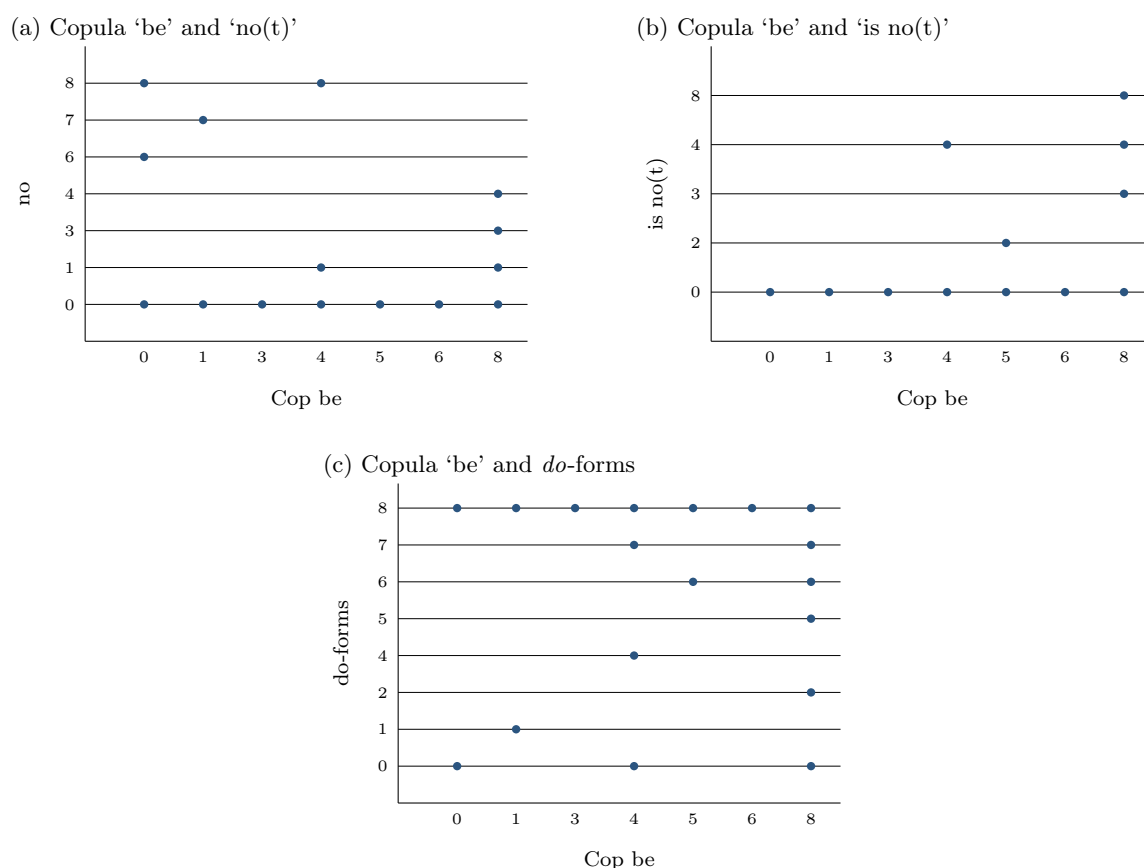 (a) Copula ‘be’ and ‘no(t)’
8
7
6
4
3
1
0
no
0 1 3 4 5 6 8
Cop be
(b) Copula ‘be’ and ‘is no(t)’
8
4
3
2
0
is no(t)
0 1 3 4 5 6 8
Cop be
(c) Copula ‘be’ and do-forms
8
7
6
5
4
2
1
0
do-forms
0 1 3 4 5 6 8
Cop be